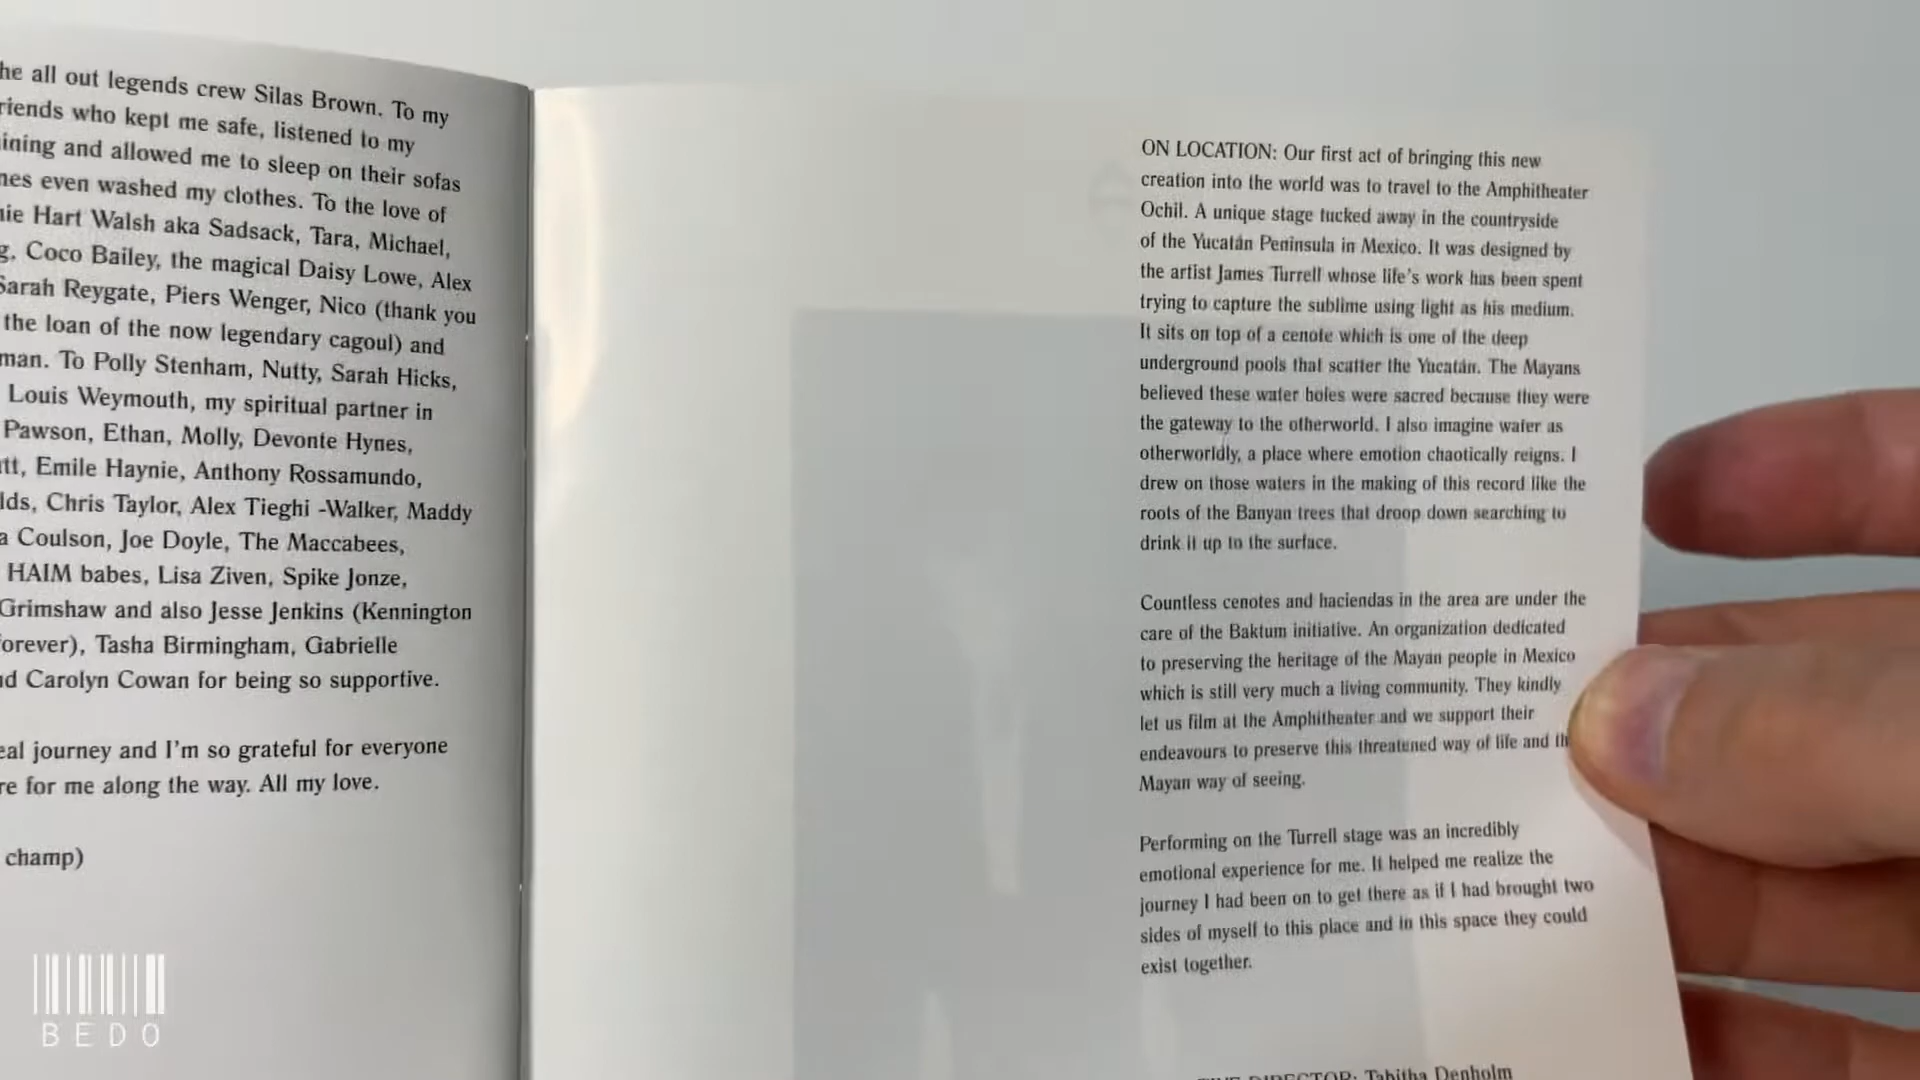 he all out legends crew Silas Brown. To my
riends who kept me safe, listened to my
ining and allowed me to sleep on their sofas
nes even washed my clothes. To the love of
nie Hart Walsh aka Sadsack, Tara, Michael,
g, Coco Bailey, the magical Daisy Lowe, Alex
Sarah Reygate, Piers Wenger, Nico (thank you
the loan of the now legendary cagoul) and
man. To Polly Stenham, Nutty, Sarah Hicks,
Louis Weymouth, my spiritual partner in
Pawson, Ethan, Molly, Devonte Hynes,
tt, Emile Haynie, Anthony Rossamundo,
lds, Chris Taylor, Alex Tieghi -Walker, Maddy
a Coulson, Joe Doyle, The Maccabees,
HAIM babes, Lisa Ziven, Spike Jonze,
Grimshaw and also Jesse Jenkins (Kennington
orever), Tasha Birmingham, Gabrielle
d Carolyn Cowan for being so supportive.
eal journey and I'm so grateful for everyone
re for me along the way. All my love.
champ)
ON LOCATION: Our first act of bringing this new
creation into the world was to travel to the Amphitheater
Ochil. A unique stage tucked away in the countryside
of the Yucatán Peninsula in Mexico. It was designed by
the artist James Turrell whose life's work has been spent
trying to capture the sublime using light as his medium.
It sits on top of a cenote which is one of the deep
underground pools that scatter the Yucatán. The Mayans
believed these water holes were sacred because they were
the gateway to the otherworld. I also imagine water as
otherworldly, a place where emotion chaotically reigns. I
drew on those waters in the making of this record like the
roots of the Banyan trees that droop down searching to
drink it up to the surface.
Countless cenotes and haciendas in the area are under the
care of the Baktum initiative. An organization dedicated
to preserving the heritage of the Mayan people in Mexico
which is still very much a living community. They kindly
let us film at the Amphitheater and we support their
endeavours to preserve this threatened way of life and th
Mayan way of seeing.
Performing on the Turrell stage was an incredibly
emotional experience for me. It helped me realize the
journey I had been on to get there as if I had brought two
sides of myself to this place and in this space they could
exist together.
DIRECTOR: Tabitha Denholm
BEDO